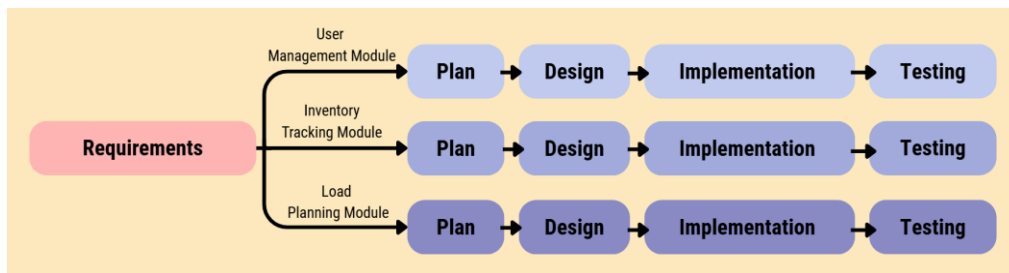 User
Management Module
Plan
Design
Implementation
Testing
Inventory
Tracking Module
Requirements
Plan
Design
Implementation
Testing
Load
Planning Module
Plan
Design
Implementation
Testing